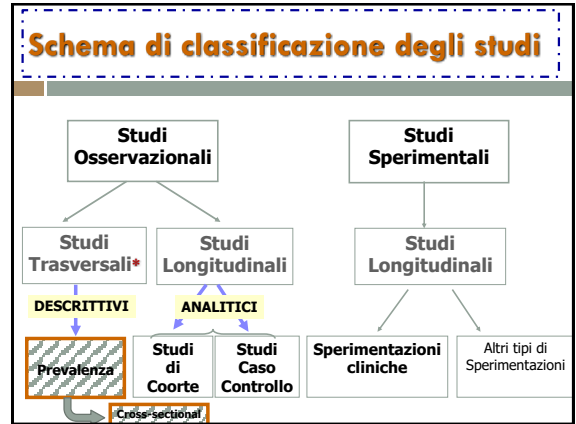 Schema di classificazione degli studi
Studi
Osservazionali
Studi
Sperimentali
Studi
Trasversali*
Studi
Longitudinali
Studi
Longitudinali
DESCRITTIVI
ANALITICI
Prevalenza
Studi
di
Coorte
Studi
Caso
Controllo
Sperimentazioni
cliniche
Altri tipi di
Sperimentazioni
Cross-sectional